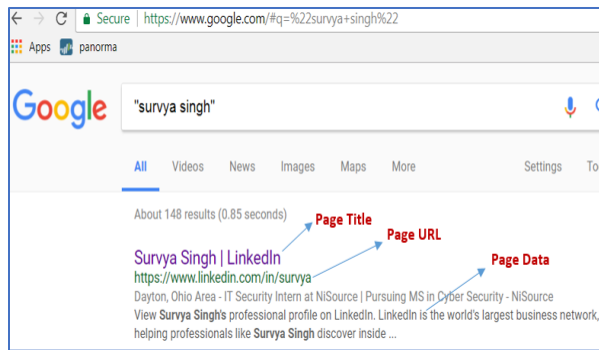 Secure | https://www.google.com/#q=%22survya+singh%22
Apps panorma
Google "survya singh"
All Videos News Images Maps More Settings To
About 148 results (0.85 seconds)
Page Title
Page URL
Survya Singh | LinkedIn
https://www.linkedin.com/in/survya
Page Data
Dayton, Ohio Area - IT Security Intern at NiSource | Pursuing MS in Cyber Security - NiSource
View Survya Singh's professional profile on LinkedIn. LinkedIn is the world's largest business network,
helping professionals like Survya Singh discover inside ...